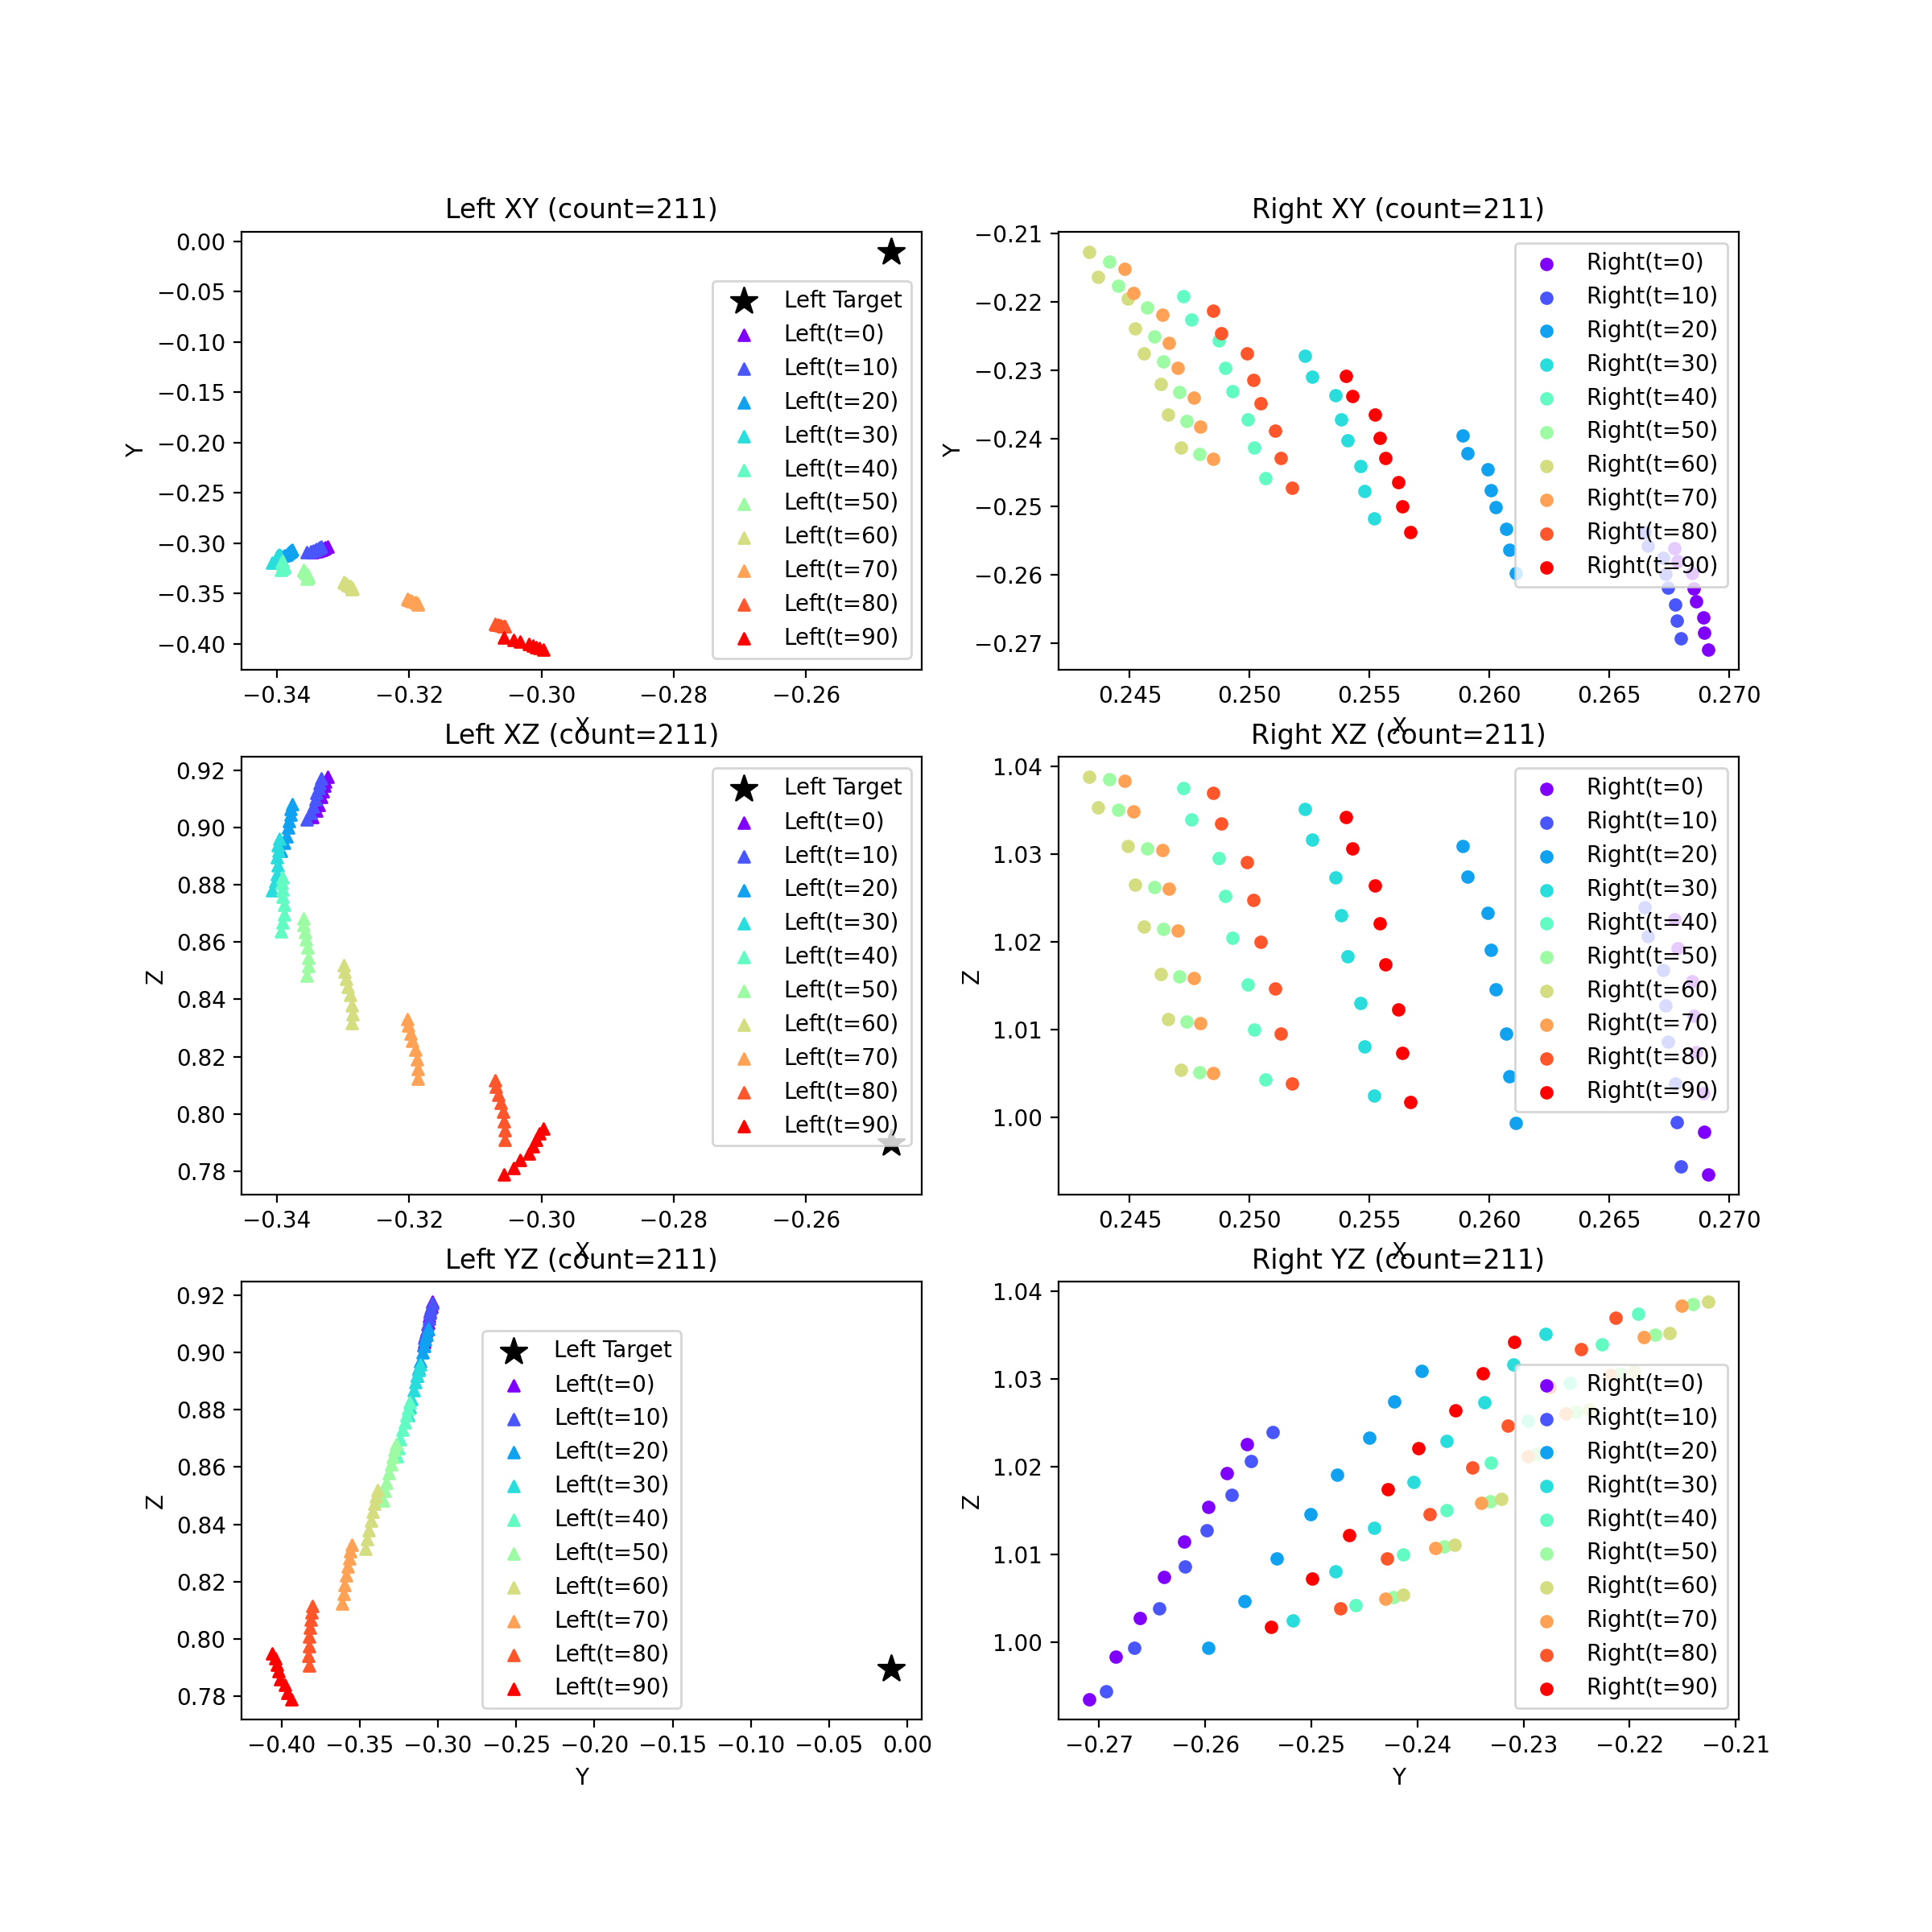 Left XY (count=211)
0.00
−0.05
−0.10
−0.15
−0.20
−0.25
−0.30
−0.35
−0.40
Y
−0.34
−0.32
−0.30
−0.28
−0.26
X
Left Target
Left(t=0)
Left(t=10)
Left(t=20)
Left(t=30)
Left(t=40)
Left(t=50)
Left(t=60)
Left(t=70)
Left(t=80)
Left(t=90)
Right XY (count=211)
−0.21
−0.22
−0.23
−0.24
−0.25
−0.26
−0.27
Y
0.245
0.250
0.255
0.260
0.265
0.270
X
Right(t=0)
Right(t=10)
Right(t=20)
Right(t=30)
Right(t=40)
Right(t=50)
Right(t=60)
Right(t=70)
Right(t=80)
Right(t=90)
Left XZ (count=211)
0.92
0.90
0.88
0.86
0.84
0.82
0.80
0.78
Z
−0.34
−0.32
−0.30
−0.28
−0.26
X
Left Target
Left(t=0)
Left(t=10)
Left(t=20)
Left(t=30)
Left(t=40)
Left(t=50)
Left(t=60)
Left(t=70)
Left(t=80)
Left(t=90)
Right XZ (count=211)
1.04
1.03
1.02
1.01
1.00
Z
0.245
0.250
0.255
0.260
0.265
0.270
X
Right(t=0)
Right(t=10)
Right(t=20)
Right(t=30)
Right(t=40)
Right(t=50)
Right(t=60)
Right(t=70)
Right(t=80)
Right(t=90)
Left YZ (count=211)
0.92
0.90
0.88
0.86
0.84
0.82
0.80
0.78
Z
−0.40
−0.35
−0.30
−0.25
−0.20
−0.15
−0.10
−0.05
0.00
Y
Left Target
Left(t=0)
Left(t=10)
Left(t=20)
Left(t=30)
Left(t=40)
Left(t=50)
Left(t=60)
Left(t=70)
Left(t=80)
Left(t=90)
Right YZ (count=211)
1.04
1.03
1.02
1.01
1.00
Z
−0.27
−0.26
−0.25
−0.24
−0.23
−0.22
−0.21
Y
Right(t=0)
Right(t=10)
Right(t=20)
Right(t=30)
Right(t=40)
Right(t=50)
Right(t=60)
Right(t=70)
Right(t=80)
Right(t=90)